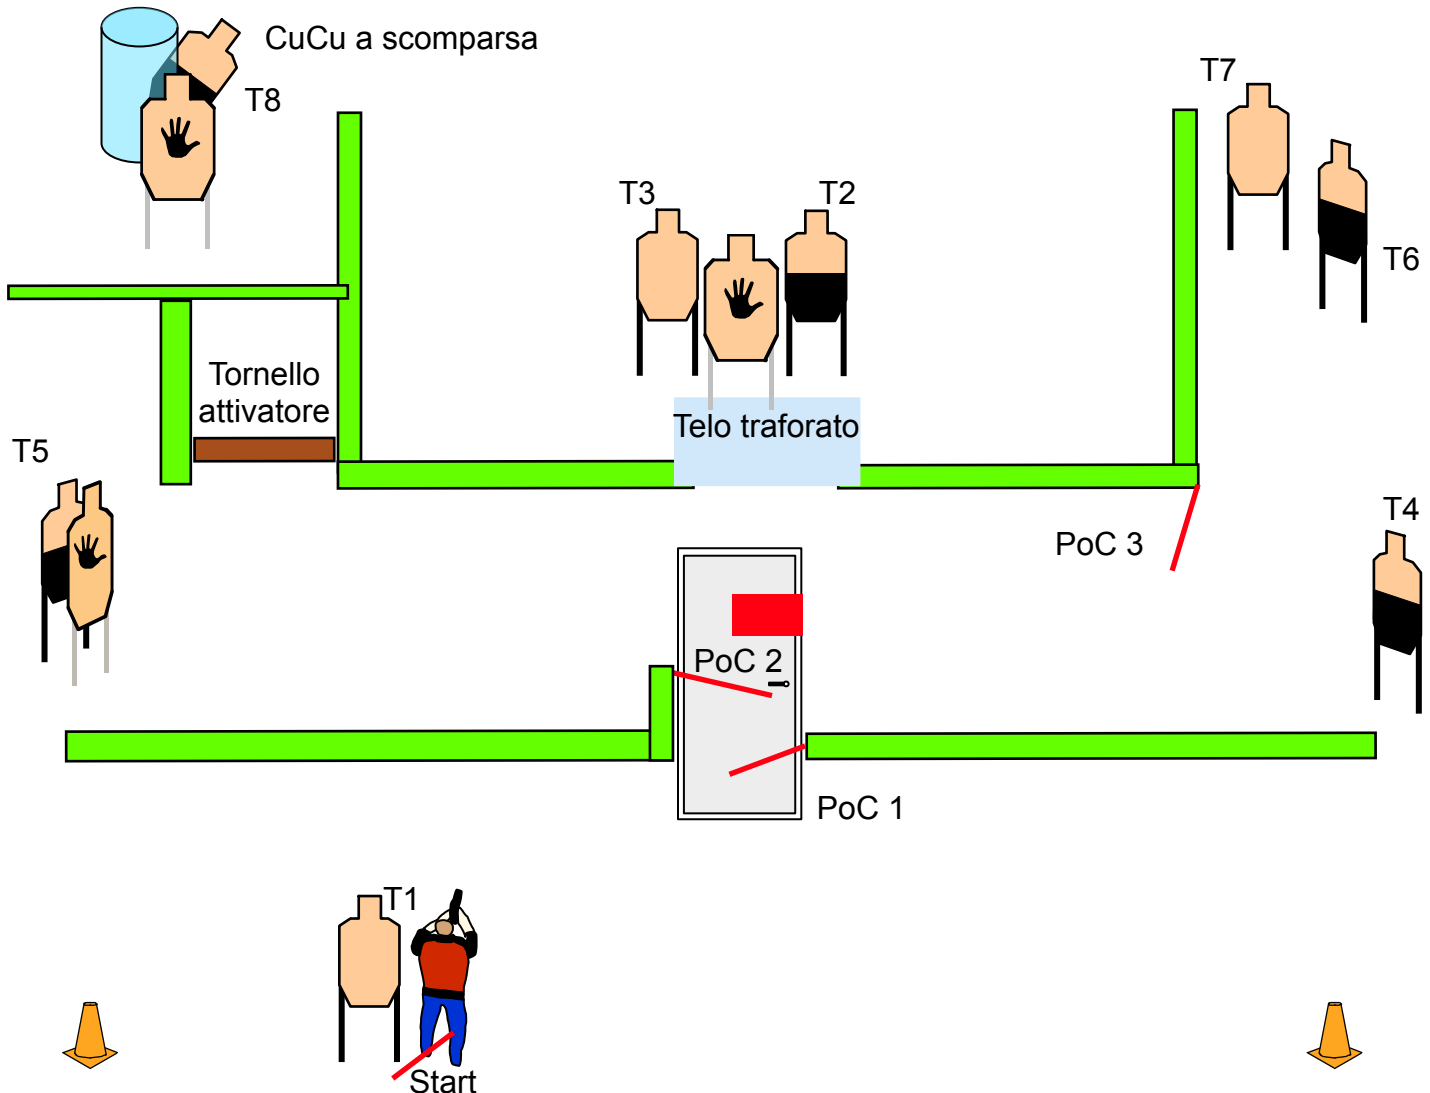 CuCu a scomparsa
T8
T7
T3
T2
T6
Tornello
attivatore
Telo traforato
T5
T4
PoC 3
PoC 2
PoC 1
T1
Start